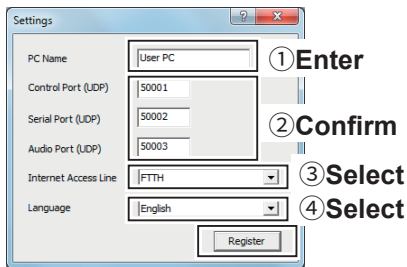 Settings
PC Name User PC ①Enter
Control Port (UDP) 50001
Serial Port (UDP) 50002 ②Confirm
Audio Port (UDP) 50003
Internet Access Line FTTH ③Select
Language English ④Select
Register